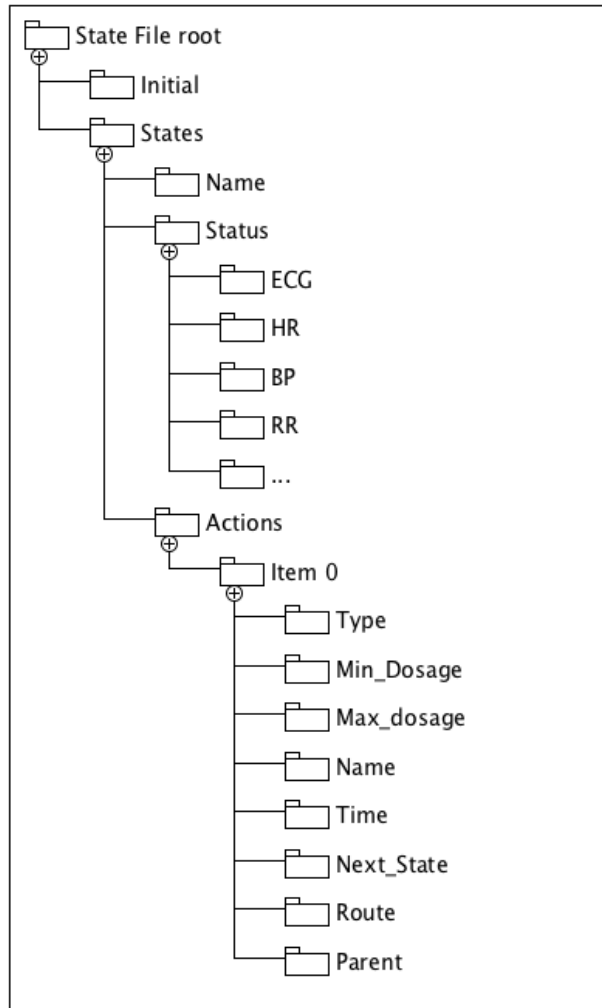 State File root
Initial
States
Name
Status
ECG
HR
BP
RR
...
Actions
Item 0
Type
Min_Dosage
Max_dosage
Name
Time
Next_State
Route
Parent